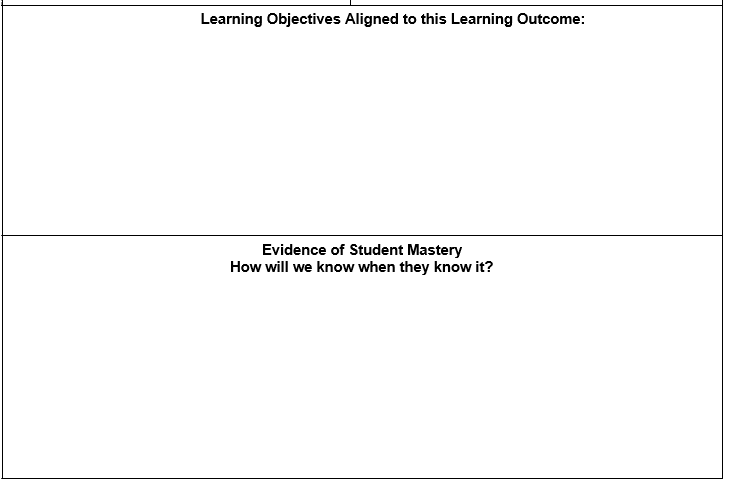 Learning Objectives Aligned to this Learning Outcome:
Evidence of Student Mastery
How will we know when they know it?